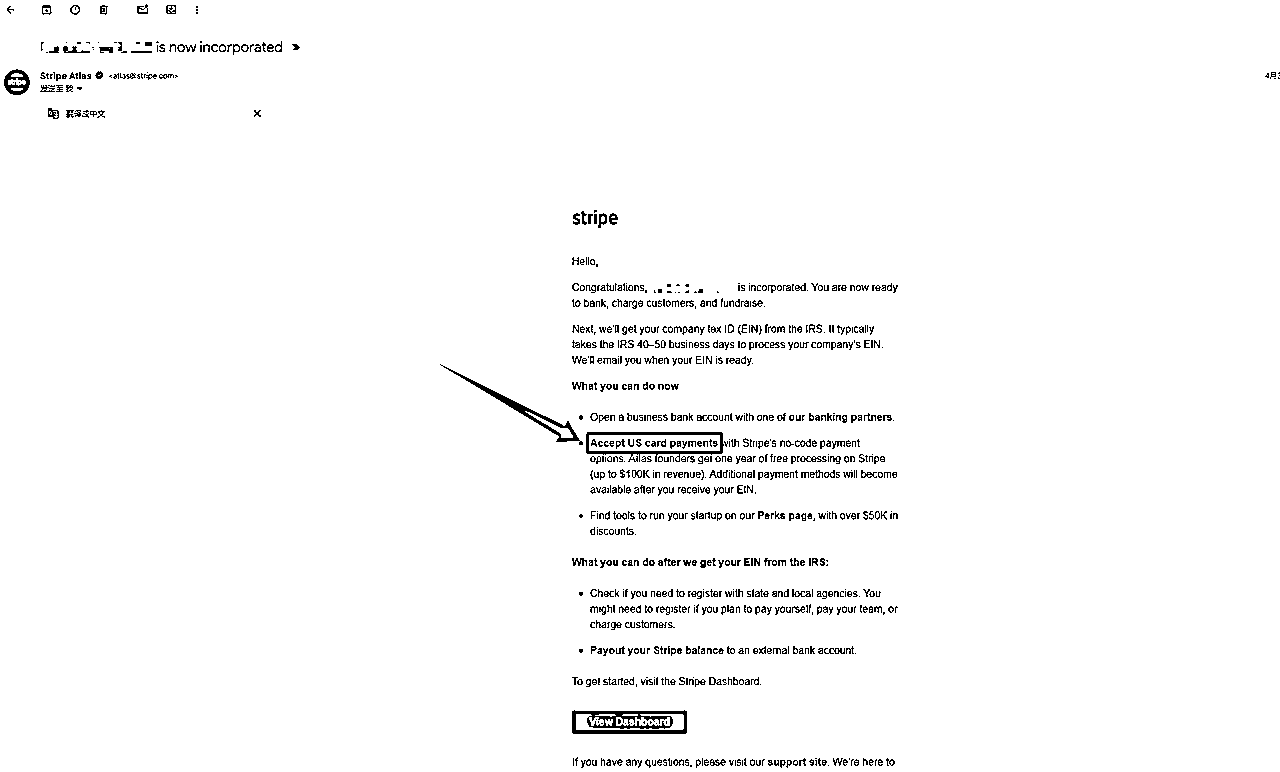 is now incorporated
Stripe Atlas <atlas@stripe.com>
发送至 我
翻译成中文
stripe
Hello,
Congratulations, is incorporated. You are now ready
to bank, charge customers, and fundraise.
Next, we'll get your company tax ID (EIN) from the IRS. It typically
takes the IRS 40–50 business days to process your company's EIN.
We'll email you when your EIN is ready.
What you can do now
• Open a business bank account with one of our banking partners.
• Accept US card payments with Stripe's no-code payment
options. Atlas founders get one year of free processing on Stripe
(up to $100K in revenue). Additional payment methods will become
available after you receive your EIN.
• Find tools to run your startup on our Perks page, with over $50K in
discounts.
What you can do after we get your EIN from the IRS:
• Check if you need to register with state and local agencies. You
might need to register if you plan to pay yourself, pay your team, or
charge customers.
• Payout your Stripe balance to an external bank account.
To get started, visit the Stripe Dashboard.
View Dashboard
If you have any questions, please visit our support site. We're here to